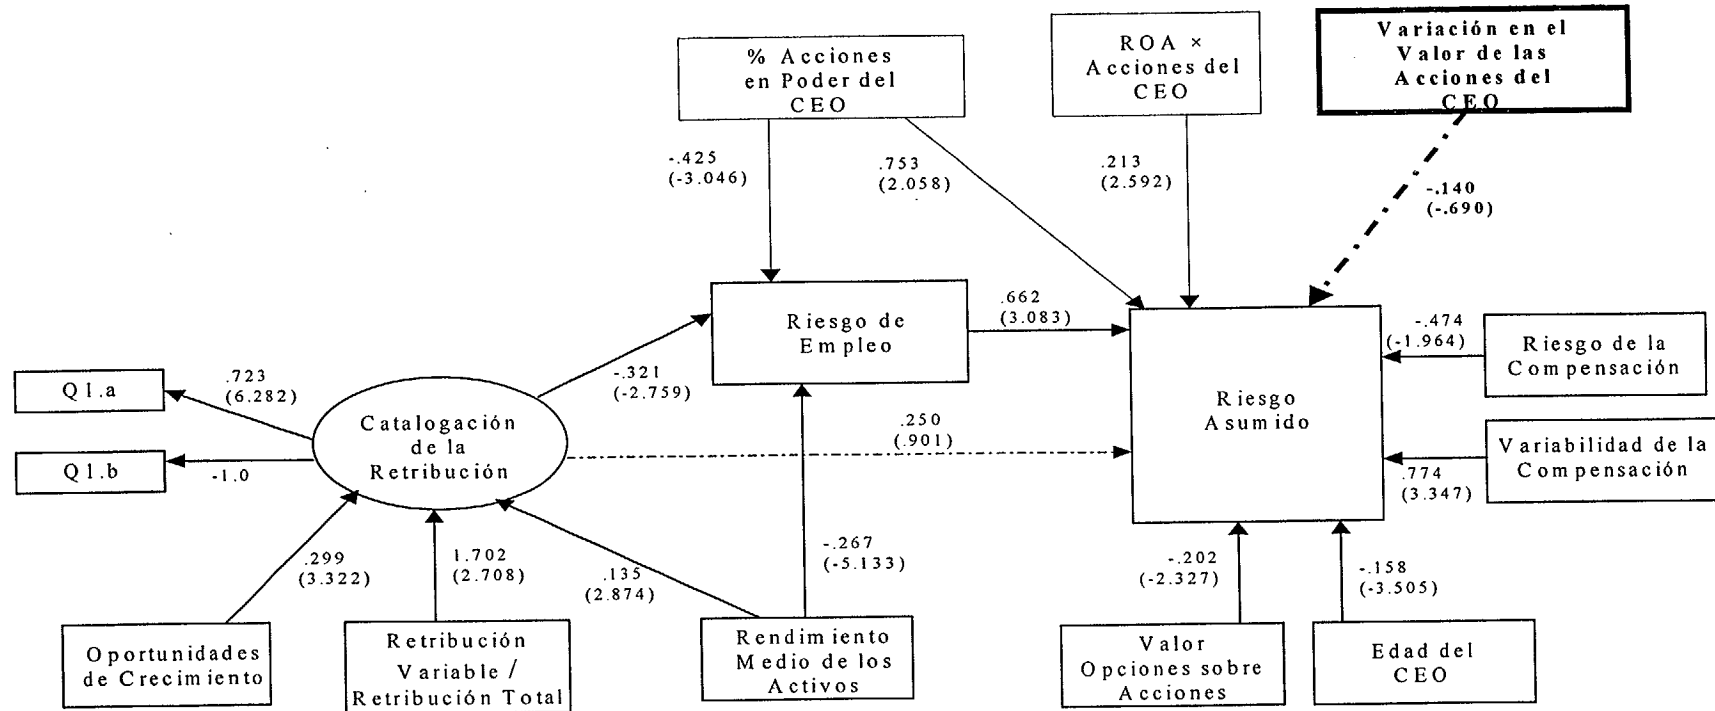 % Acciones
en Poder del
CEO
ROA ×
Acciones del
CEO
Variación en el
Valor de las
Acciones del
CEO
-.425
(-3.046)
.753
(2.058)
.213
(2.592)
-.140
(-.690)
Riesgo de
Empleo
.662
(3.083)
Riesgo
Asumido
-.474
(-1.964)
Riesgo de la
Compensación
Q1.a
.723
(6.282)
-.321
(-2.759)
Catalogación
de la
Retribución
.250
(.901)
Variabilidad de la
Compensación
.774
(3.347)
Q1.b
-1.0
.299
(3.322)
1.702
(2.708)
.135
(2.874)
-.267
(-5.133)
-.202
(-2.327)
-.158
(-3.505)
Oportunidades
de Crecimiento
Retribución
Variable /
Retribución Total
Rendimiento
Medio de los
Activos
Valor
Opciones sobre
Acciones
Edad del
CEO